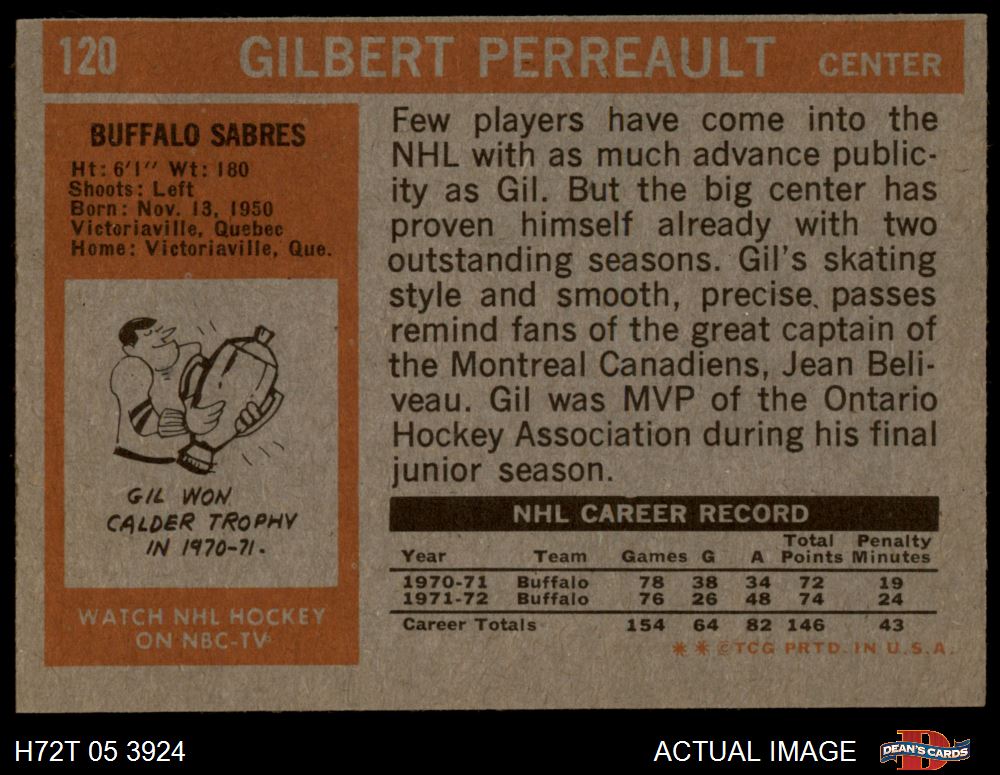 120 GILBERT PERREAULT CENTER
BUFFALO SABRES
Ht: 6'1" Wt: 180
Shoots: Left
Born: Nov. 13, 1950
Victoriaville, Quebec
Home: Victoriaville, Que.
GIL WON
CALDER TROPHY
IN 1970-71.
WATCH NHL HOCKEY
ON NBC-TV
Few players have come into the
NHL with as much advance public-
ity as Gil. But the big center has
proven himself already with two
outstanding seasons. Gil's skating
style and smooth, precise passes
remind fans of the great captain of
the Montreal Canadiens, Jean Beli-
veau. Gil was MVP of the Ontario
Hockey Association during his final
junior season.
NHL CAREER RECORD
Year Team Games G A Total Points Penalty Minutes
1970-71 Buffalo 78 38 34 72 19
1971-72 Buffalo 76 26 48 74 24
Career Totals 154 64 82 146 43
**©TCG PRTD. IN U.S.A.
H72T 05 3924 ACTUAL IMAGE DEAN'S CARDS